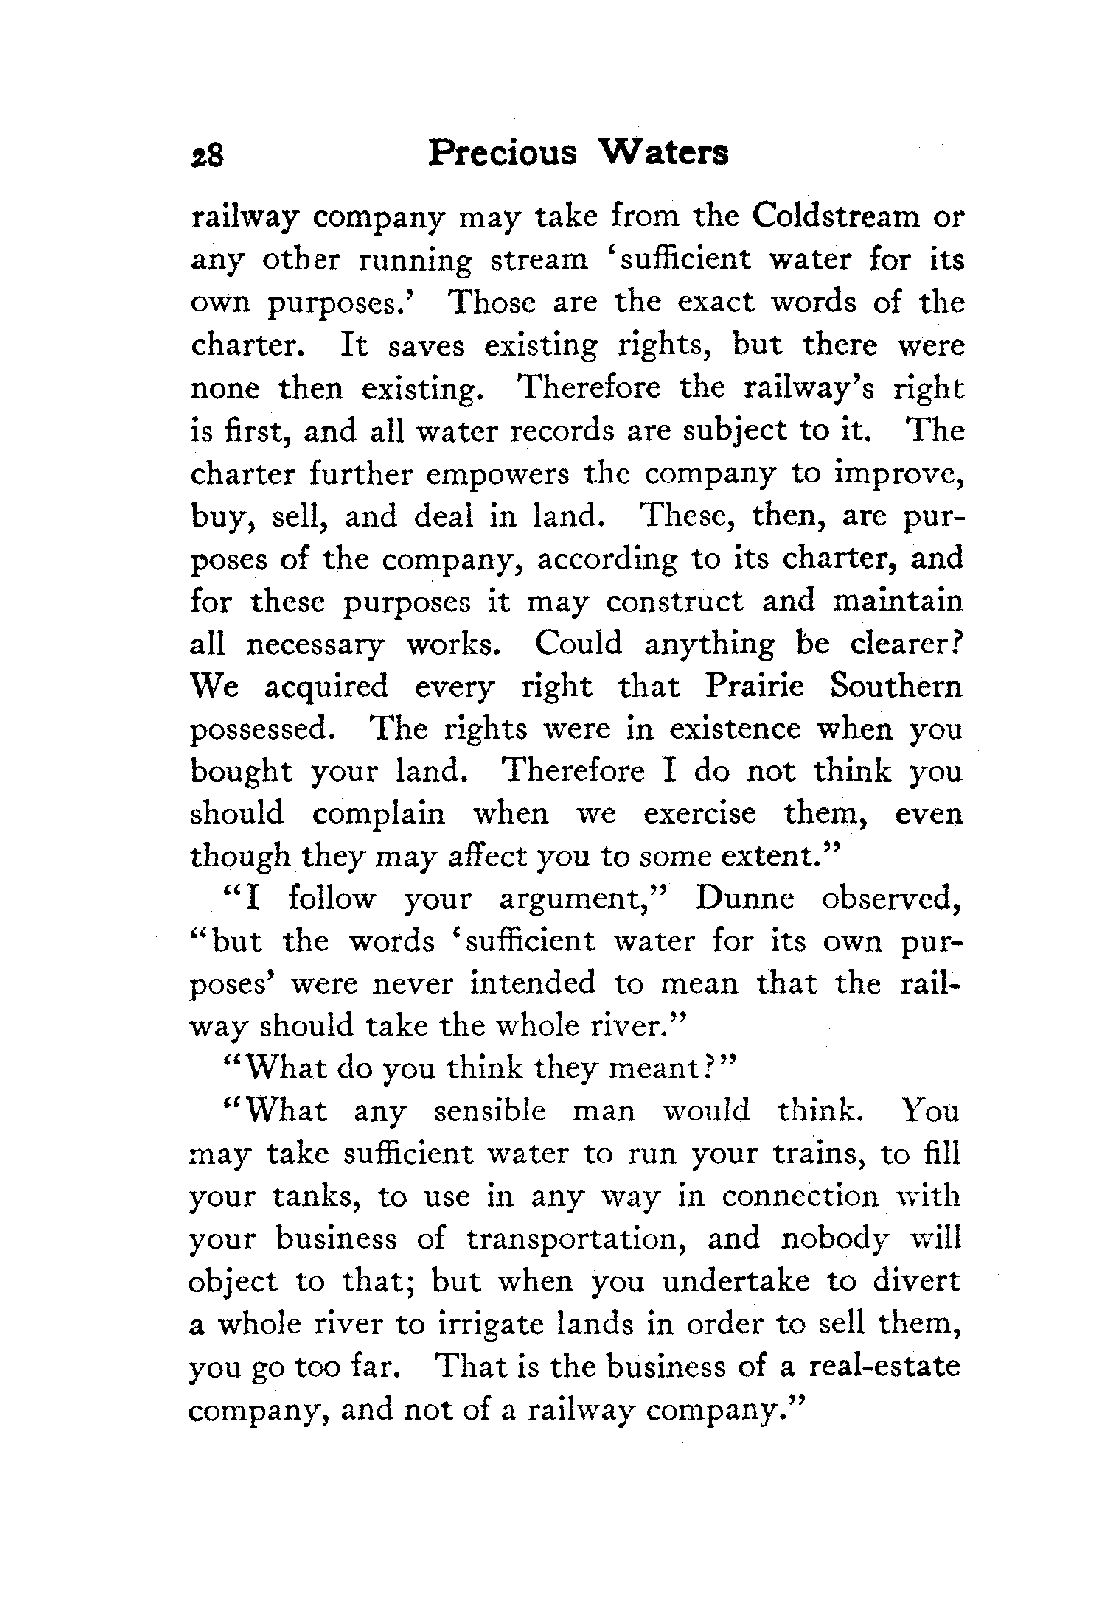 28 Precious Waters
railway company may take from the Coldstream or
any other running stream ‘sufficient water for its
own purposes.’ Those are the exact words of the
charter. It saves existing rights, but there were
none then existing. Therefore the railway’s right
is first, and all water records are subject to it. The
charter further empowers the company to improve,
buy, sell, and deal in land. These, then, are pur-
poses of the company, according to its charter, and
for these purposes it may construct and maintain
all necessary works. Could anything be clearer?
We acquired every right that Prairie Southern
possessed. The rights were in existence when you
bought your land. Therefore I do not think you
should complain when we exercise them, even
though they may affect you to some extent.”
“I follow your argument,” Dunne observed,
“but the words ‘sufficient water for its own pur-
poses’ were never intended to mean that the rail-
way should take the whole river.”
“What do you think they meant?”
“What any sensible man would think. You
may take sufficient water to run your trains, to fill
your tanks, to use in any way in connection with
your business of transportation, and nobody will
object to that; but when you undertake to divert
a whole river to irrigate lands in order to sell them,
you go too far. That is the business of a real-estate
company, and not of a railway company.”